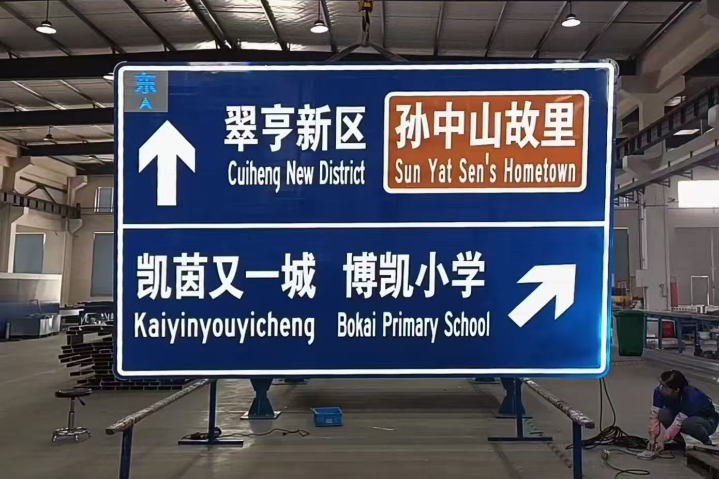 东
翠亨新区
Cuiheng New District
孙中山故里
Sun Yat Sen's Hometown
凯茵又一城 博凯小学
Kaiyinyouyicheng Bokai Primary School